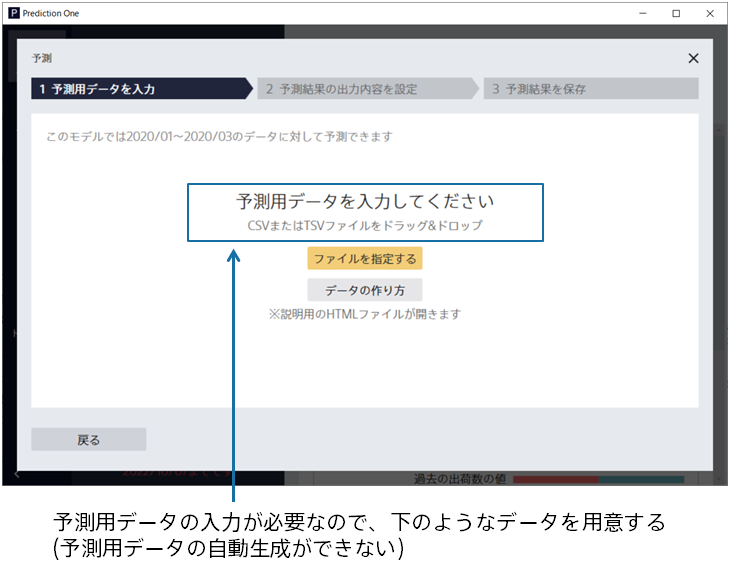 Prediction One
予測
1 予測用データを入力
2 予測結果の出力内容を設定
3 予測結果を保存
このモデルでは2020/01～2020/03のデータに対して予測できます
予測用データを入力してください
CSVまたはTSVファイルをドラッグ&ドロップ
ファイルを指定する
データの作り方
※説明用のHTMLファイルが開きます
戻る
過去の出荷数の値
予測用データの入力が必要なので、下のようなデータを用意する
(予測用データの自動生成ができない)